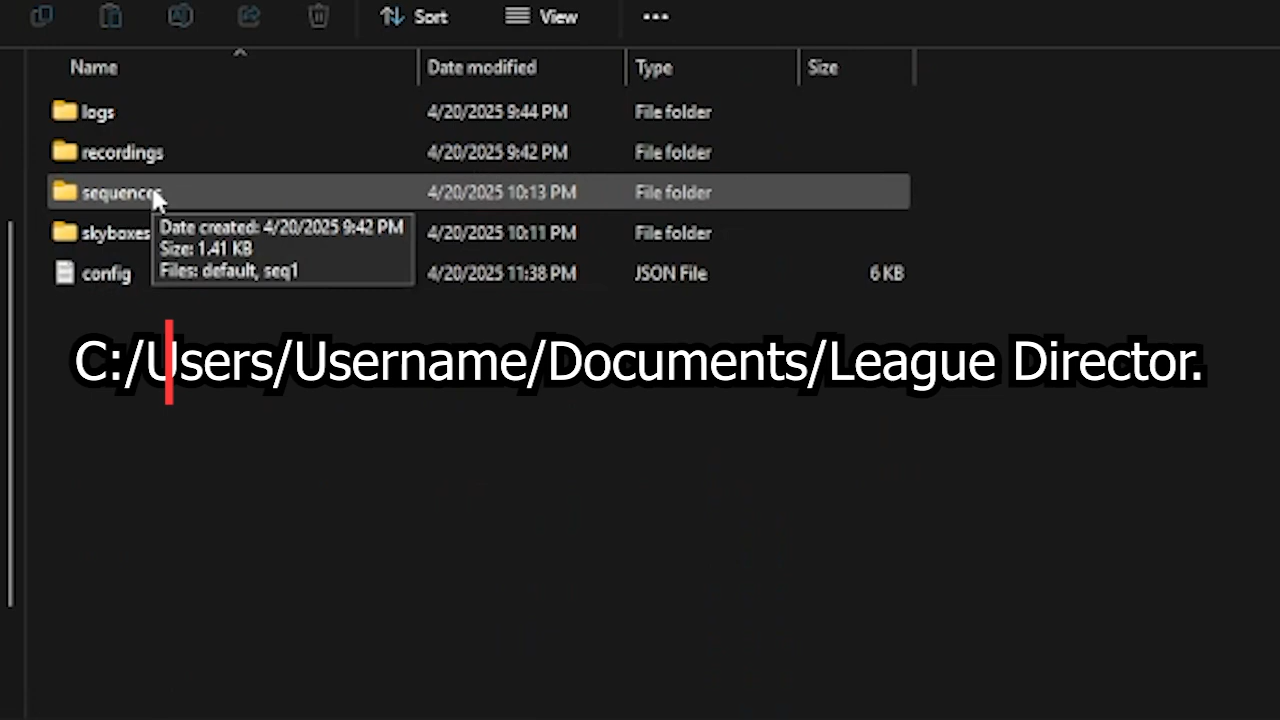 Sort View
Name Date modified Type Size
logs 4/20/2025 9:44 PM File folder
recordings 4/20/2025 9:42 PM File folder
sequences 4/20/2025 10:13 PM File folder
skyboxes 4/20/2025 10:11 PM File folder
config 4/20/2025 11:38 PM JSON File 6 KB
Date created: 4/20/2025 9:42 PM
Size: 1.41 KB
Files: default, seq1
C:/Users/Username/Documents/League Director.